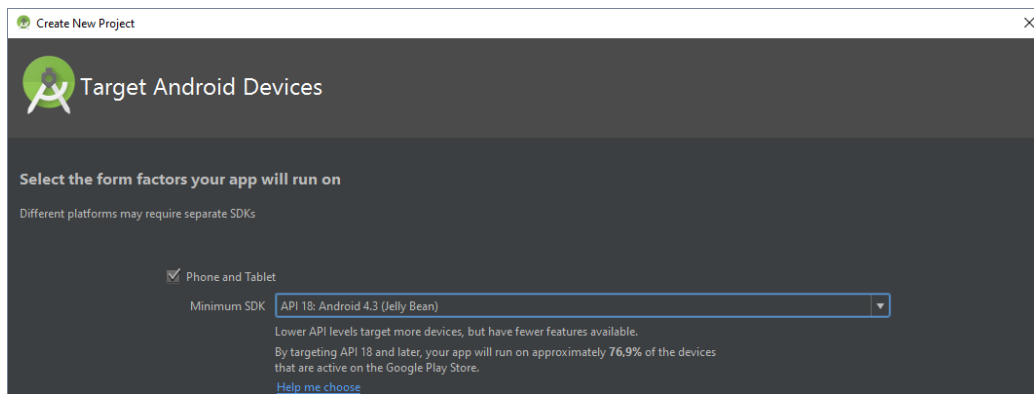 Create New Project
Target Android Devices
Select the form factors your app will run on
Different platforms may require separate SDKs
Phone and Tablet
Minimum SDK API 18: Android 4.3 (Jelly Bean)
Lower API levels target more devices, but have fewer features available.
By targeting API 18 and later, your app will run on approximately 76,9% of the devices
that are active on the Google Play Store.
Help me choose